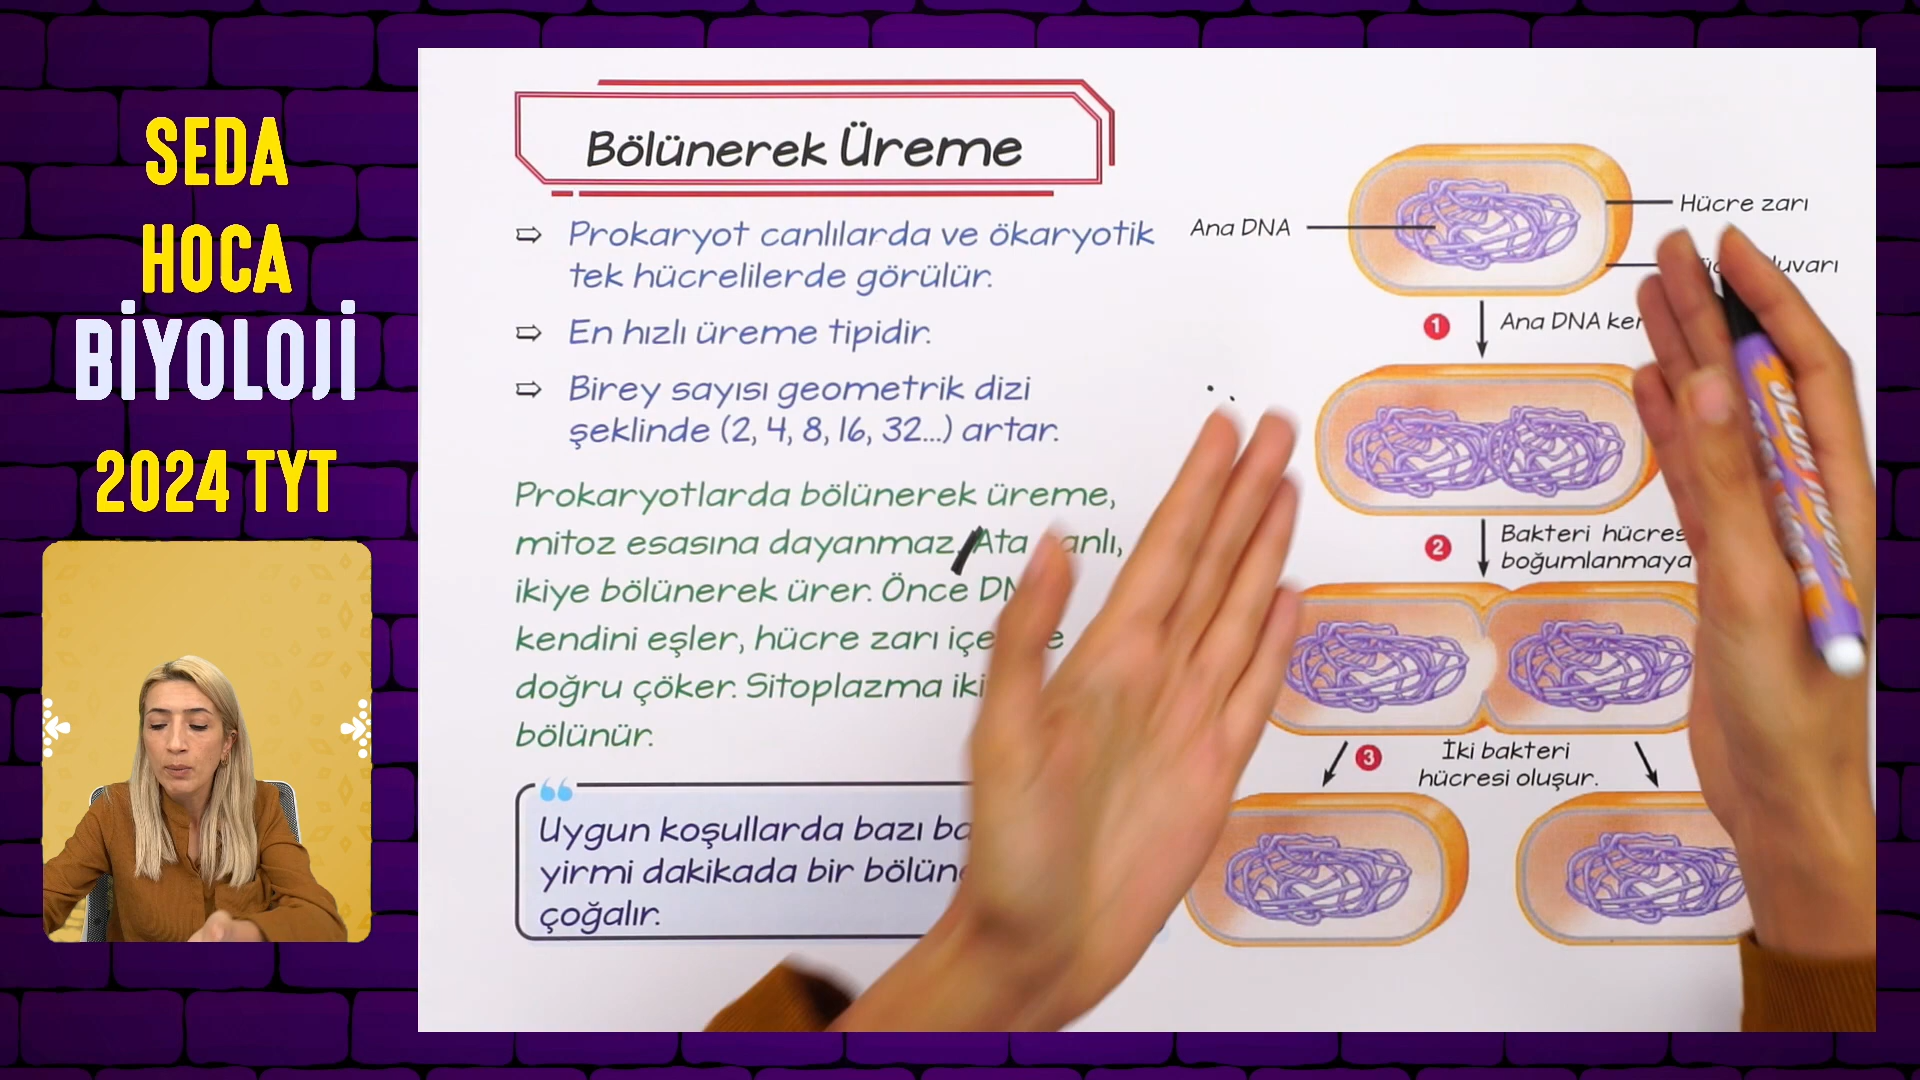 SEDA
HOCA
BİYOLOJİ
2024 TYT
Bölünerek Üreme
⇨ Prokaryot canlılarda ve ökaryotik
tek hücrelilerde görülür.
⇨ En hızlı üreme tipidir.
⇨ Birey sayısı geometrik dizi
şeklinde (2, 4, 8, 16, 32...) artar.
Prokaryotlarda bölünerek üreme,
mitoz esasına dayanmaz. Ata
ikiye bölünerek ürer. Önce
kendini eşler, hücre zarı
doğru çöker. Sitoplazma
bölünür.
Uygun koşullarda bazı
yirmi dakikada bir
çoğalır.
Ana DNA
Hücre zarı
1 Ana DNA
2 Bakteri
boğumlanmaya
3 İki bakteri
hücresi oluşur.